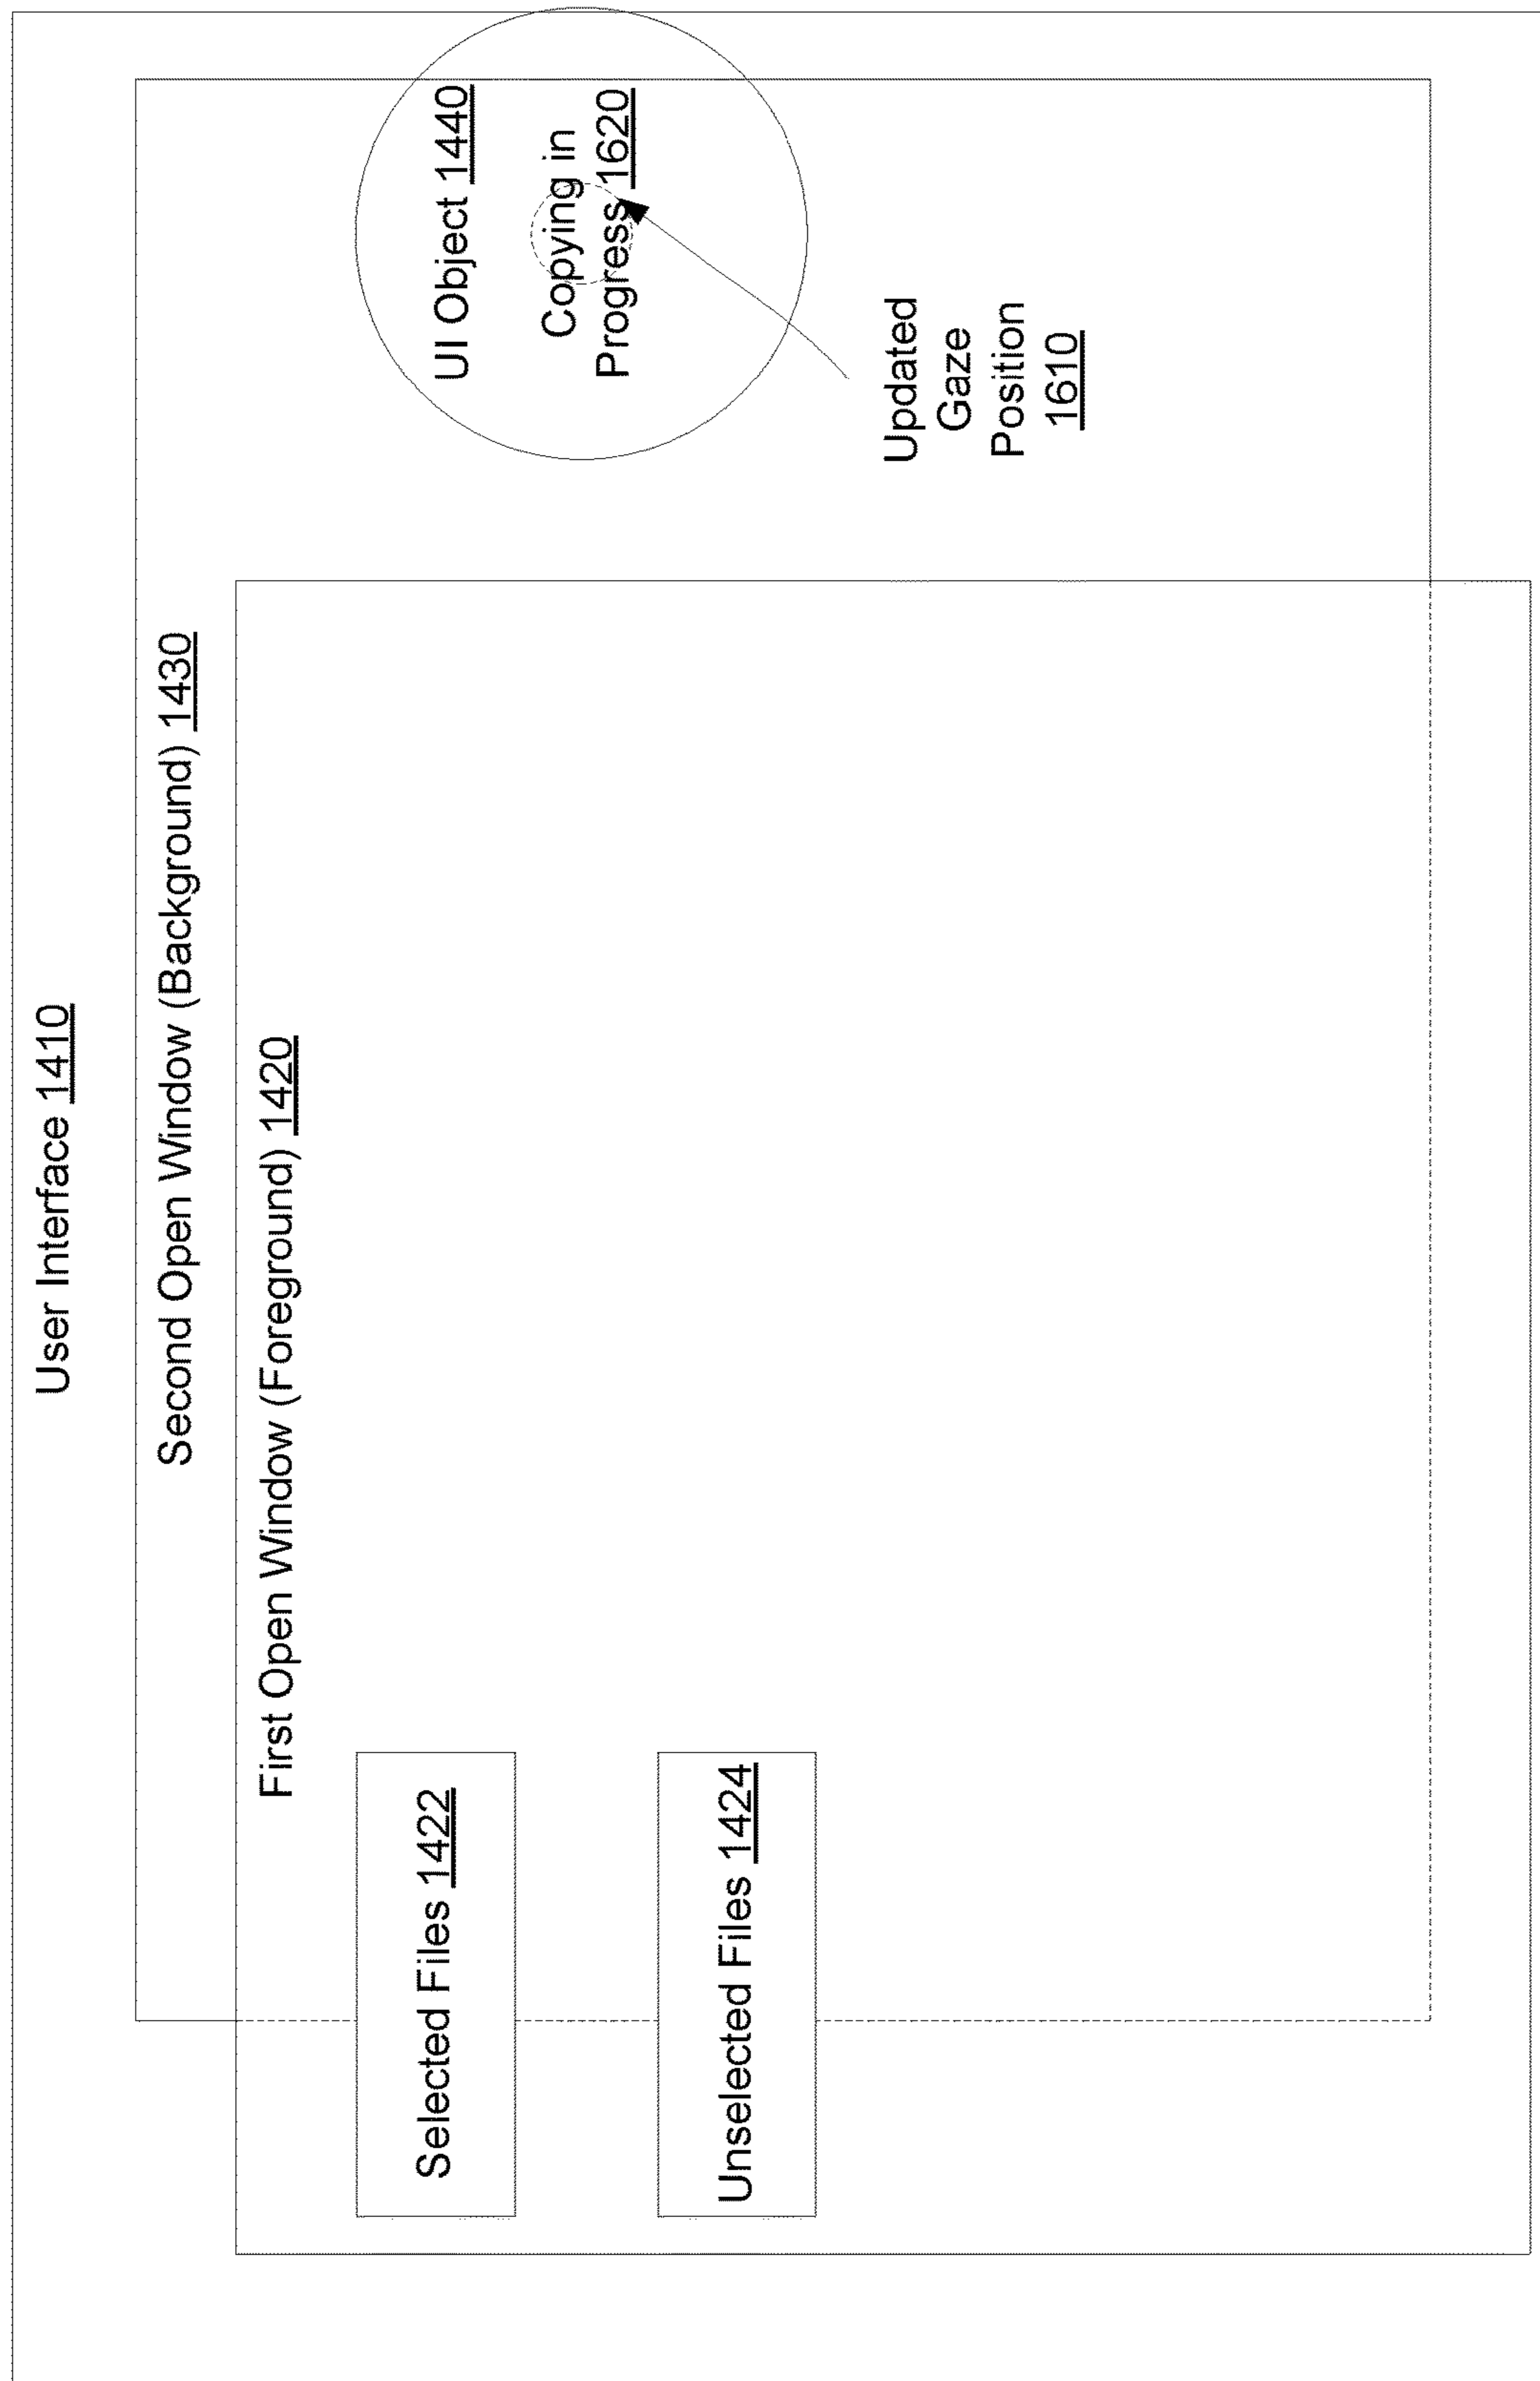 User Interface 1410
Second Open Window (Background) 1430
First Open Window (Foreground) 1420
Selected Files 1422
Unselected Files 1424
UI Object 1440
Copying in
Progress 1620
Updated
Gaze
Position
1610